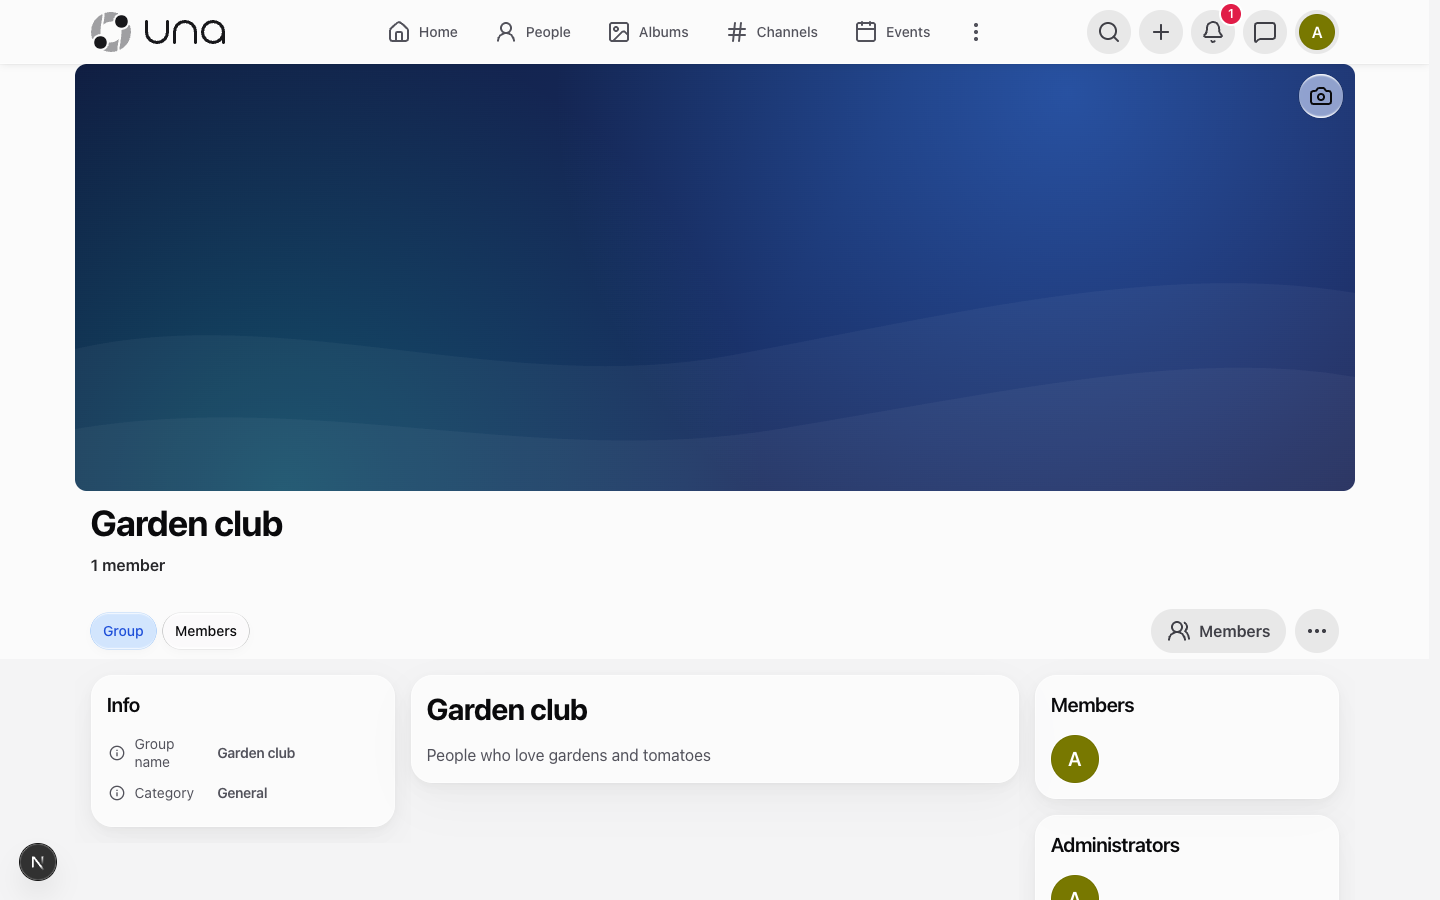 una
Home
People
Albums
Channels
Events
1
A
Garden club
1 member
Group
Members
Members
Info
Group
name
Garden club
Category
General
Garden club
People who love gardens and tomatoes
Members
A
Administrators
A
N